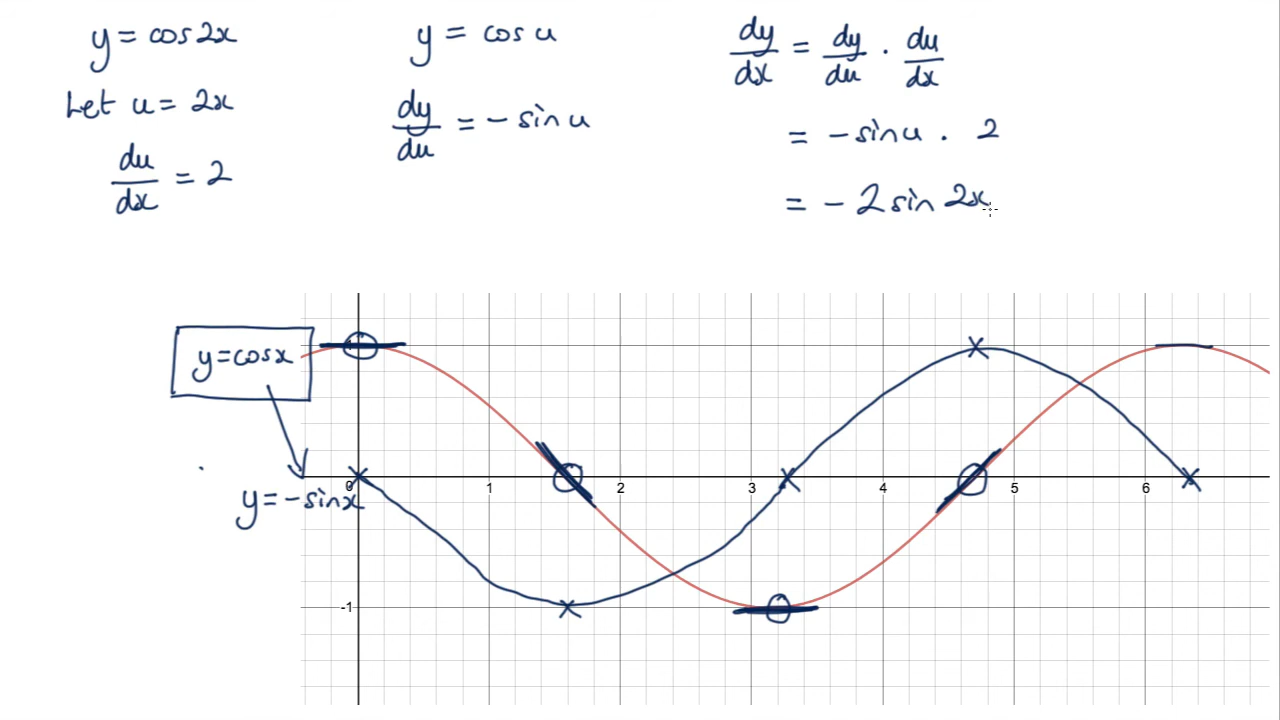 y = cos 2x
Let u = 2x
du/dx = 2
y = cos u
dy/du = - sin u
dy/dx = dy/du . du/dx
= - sin u . 2
= - 2 sin 2x
y = cos x
y = - sin x
0 1 2 3 4 5 6
-1